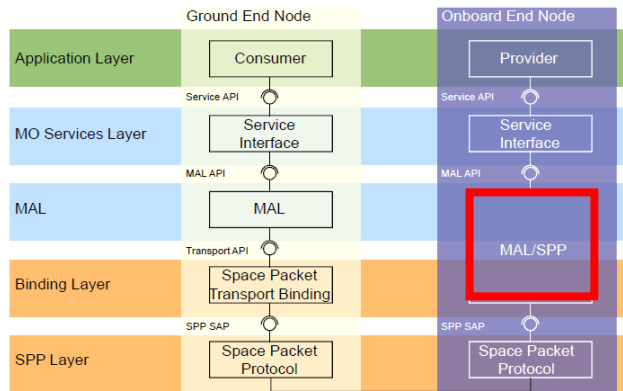 Ground End Node
Onboard End Node
Application Layer
Consumer
Provider
Service API
Service API
MO Services Layer
Service
Interface
Service
Interface
MAL API
MAL API
MAL
MAL
MAL/SPP
Transport API
Binding Layer
Space Packet
Transport Binding
SPP SAP
SPP SAP
SPP Layer
Space Packet
Protocol
Space Packet
Protocol